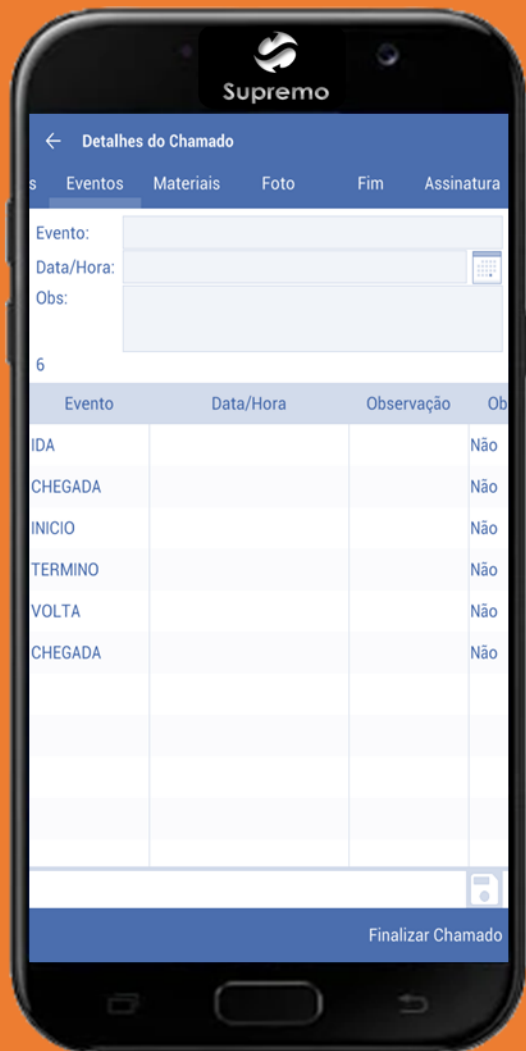 Supremo
Detalhes do Chamado
s Eventos Materiais Foto Fim Assinatura
Evento:
Data/Hora:
Obs:
6
Evento Data/Hora Observação Ob
IDA Não
CHEGADA Não
INICIO Não
TERMINO Não
VOLTA Não
CHEGADA Não
Finalizar Chamado